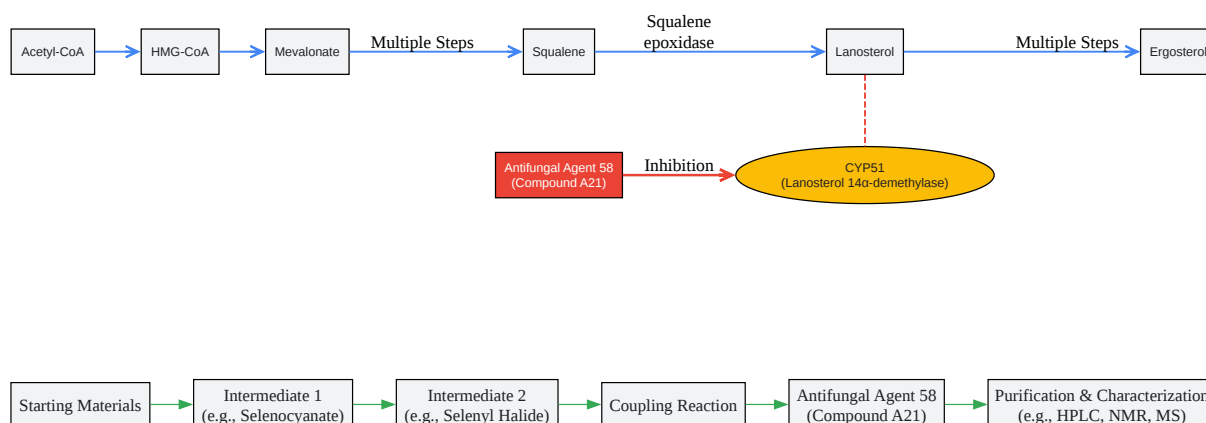 Acetyl-CoA
HMG-CoA
Mevalonate
Multiple Steps
Squalene
Squalene
epoxidase
Lanosterol
Multiple Steps
Ergosterol
Antifungal Agent 58
(Compound A21)
Inhibition
CYP51
(Lanosterol 14α-demethylase)
Starting Materials
Intermediate 1
(e.g., Selenocyanate)
Intermediate 2
(e.g., Selenyl Halide)
Coupling Reaction
Antifungal Agent 58
(Compound A21)
Purification & Characterization
(e.g., HPLC, NMR, MS)